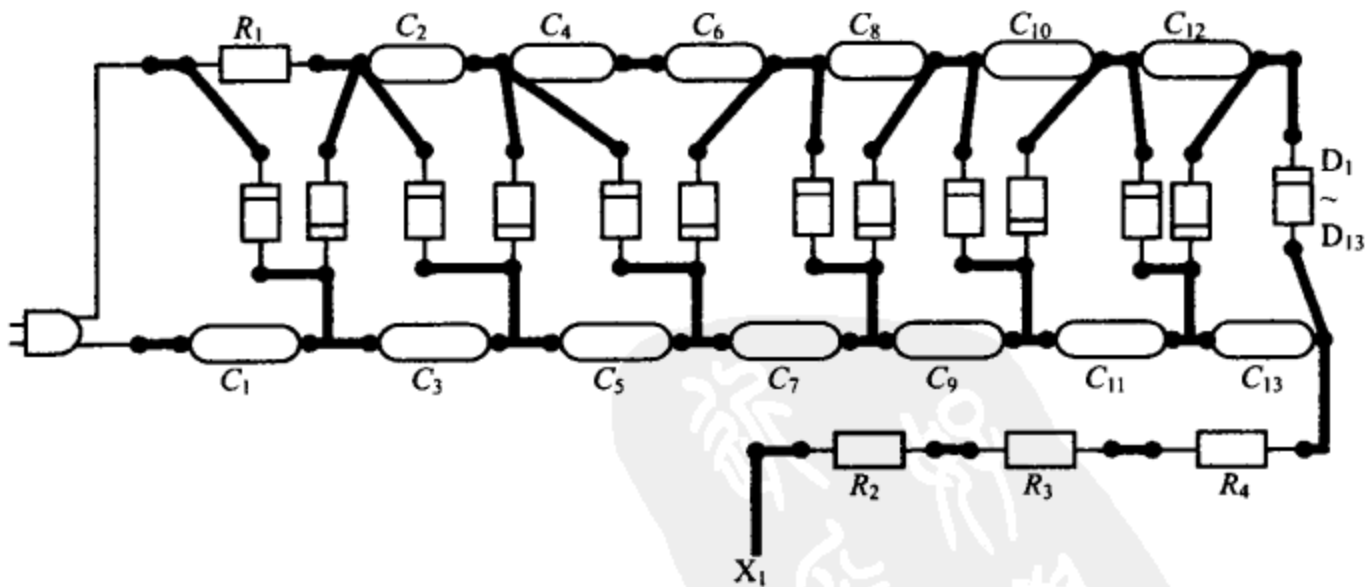 R₁ C₂ C₄ C₆ C₈ C₁₀ C₁₂
D₁
~
D₁₃
C₁ C₃ C₅ C₇ C₉ C₁₁ C₁₃
R₂ R₃ R₄
X₁